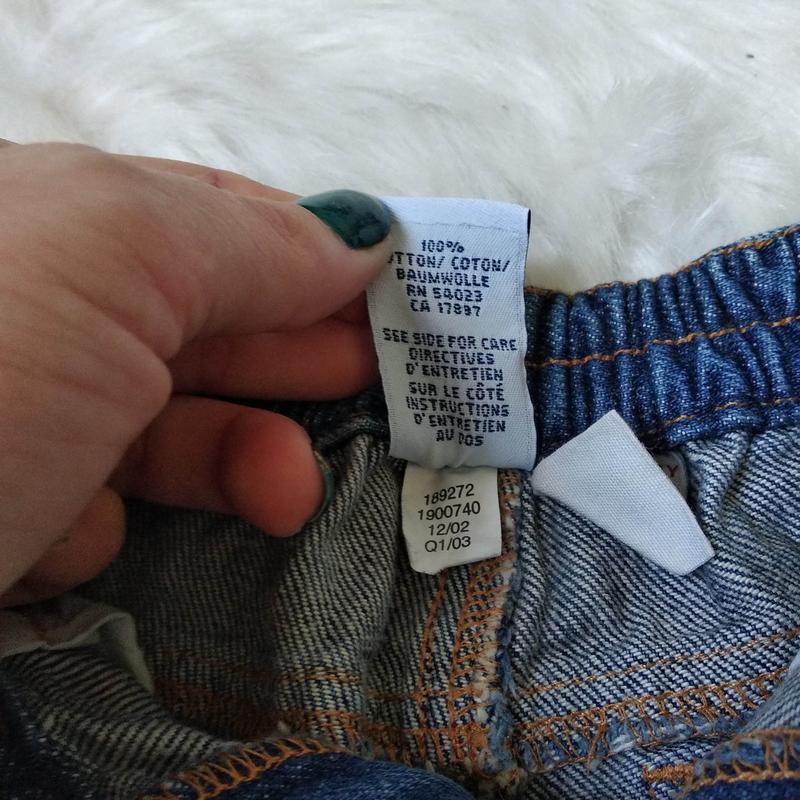 100%
COTTON/ COTON/
BAUMWOLLE
RN 54023
CA 17897
SEE SIDE FOR CARE
DIRECTIVES
D'ENTRETIEN
SUR LE CÔTÉ
INSTRUCTIONS
D'ENTRETIEN
AU DOS
189272
1900740
12/02
Q1/03
Y